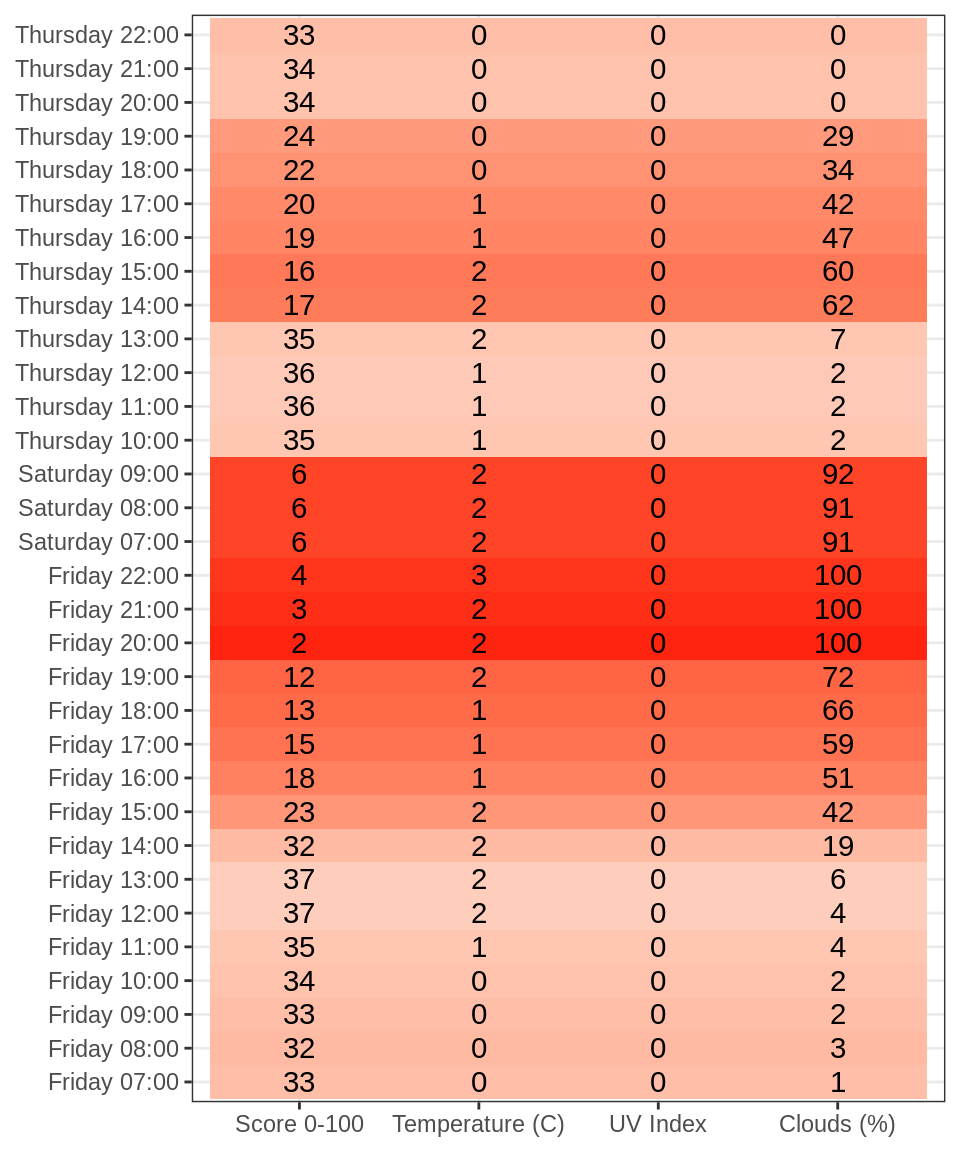 Thursday 22:00 33 0 0 0
Thursday 21:00 34 0 0 0
Thursday 20:00 34 0 0 0
Thursday 19:00 24 0 0 29
Thursday 18:00 22 0 0 34
Thursday 17:00 20 1 0 42
Thursday 16:00 19 1 0 47
Thursday 15:00 16 2 0 60
Thursday 14:00 17 2 0 62
Thursday 13:00 35 2 0 7
Thursday 12:00 36 1 0 2
Thursday 11:00 36 1 0 2
Thursday 10:00 35 1 0 2
Saturday 09:00 6 2 0 92
Saturday 08:00 6 2 0 91
Saturday 07:00 6 2 0 91
Friday 22:00 4 3 0 100
Friday 21:00 3 2 0 100
Friday 20:00 2 2 0 100
Friday 19:00 12 2 0 72
Friday 18:00 13 1 0 66
Friday 17:00 15 1 0 59
Friday 16:00 18 1 0 51
Friday 15:00 23 2 0 42
Friday 14:00 32 2 0 19
Friday 13:00 37 2 0 6
Friday 12:00 37 2 0 4
Friday 11:00 35 1 0 4
Friday 10:00 34 0 0 2
Friday 09:00 33 0 0 2
Friday 08:00 32 0 0 3
Friday 07:00 33 0 0 1
Score 0-100 Temperature (C) UV Index Clouds (%)